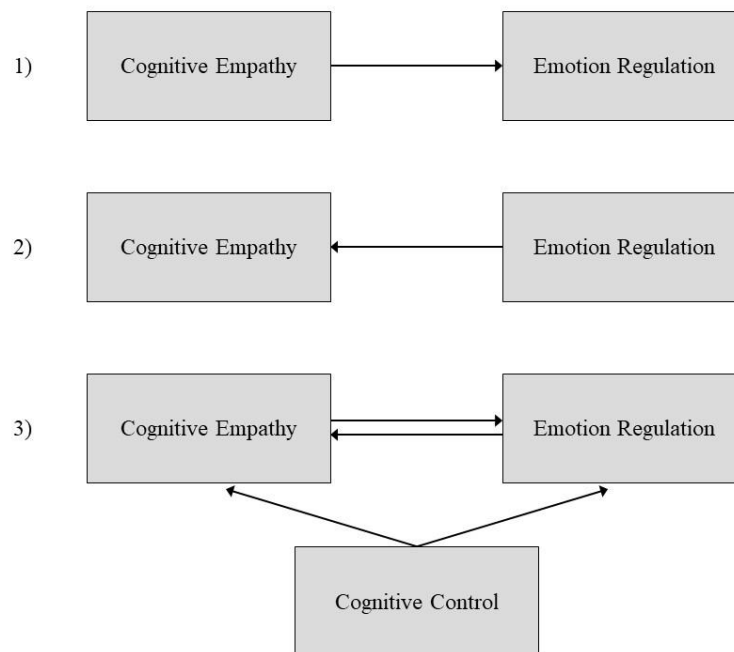 1) Cognitive Empathy Emotion Regulation
2) Cognitive Empathy Emotion Regulation
3) Cognitive Empathy Emotion Regulation
Cognitive Control